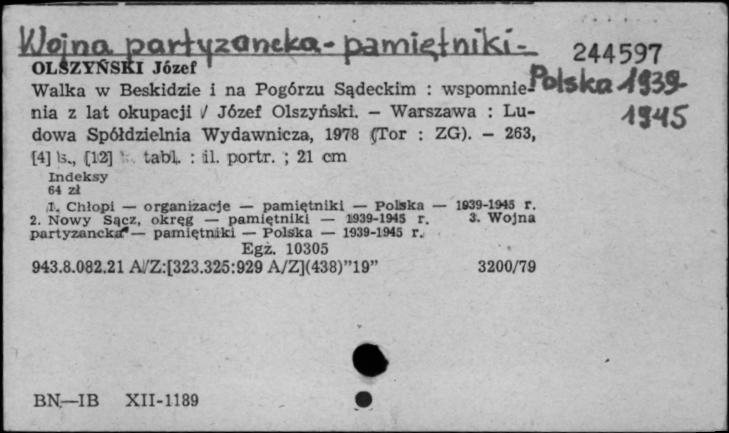 Wojna partyzancka - pamiętniki -
244597
Polska 1939-
1945
OLSZYŃSKI Józef
Walka w Beskidzie i na Pogórzu Sądeckim : wspomnie-
nia z lat okupacji / Józef Olszyński. — Warszawa : Lu-
dowa Spółdzielnia Wydawnicza, 1978 (Tor : ZG). — 263,
[4] s., [12] s. tabl. : il. portr. ; 21 cm
Indeksy
64 zł
1. Chłopi — organizacje — pamiętniki — Polska — 1939-1945 r.
2. Nowy Sącz, okręg — pamiętniki — 1939-1945 r. 3. Wojna
partyzancka — pamiętniki — Polska — 1939-1945 r.
Egz. 10305
943.8.082.21 A/Z:[323.325:929 A/Z](438)"19" 3200/79
BN—IB XII-1189